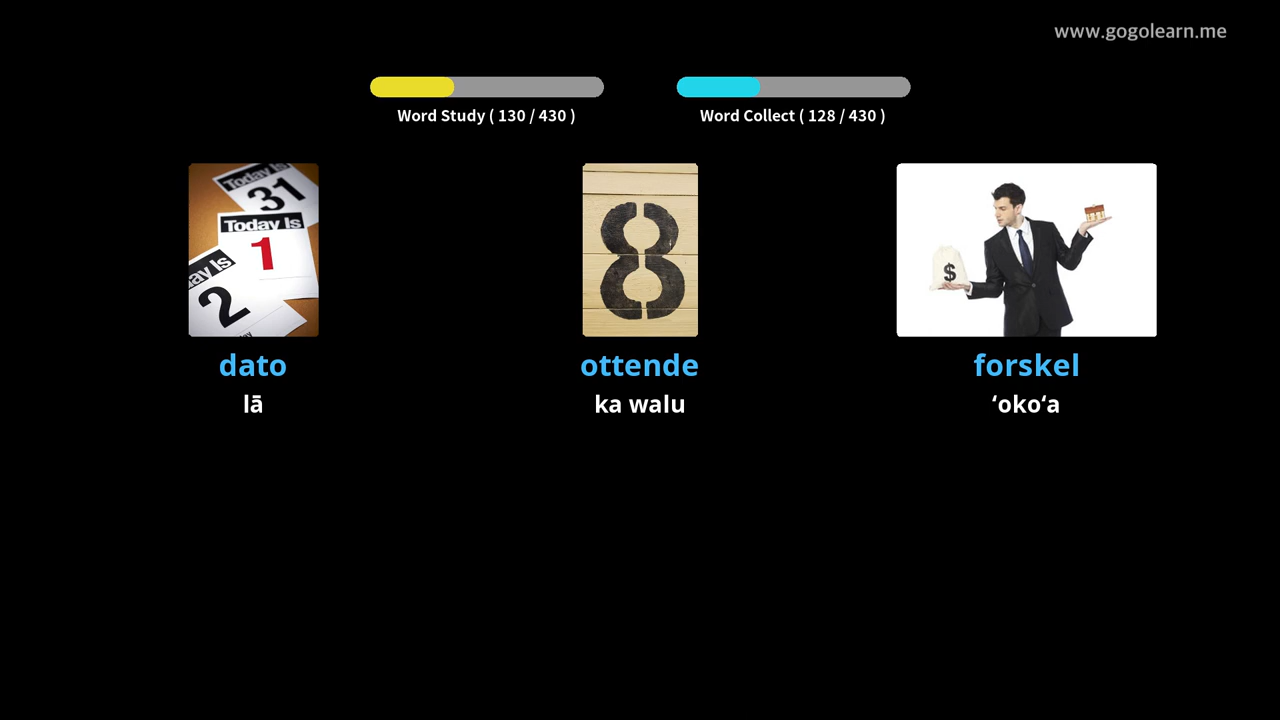 www.gogolearn.me
Word Study ( 130 / 430 )
Word Collect ( 128 / 430 )
Today Is
31
Today Is
1
ay Is
2
8
$
dato
ottende
forskel
lā
ka walu
ʻokoʻa